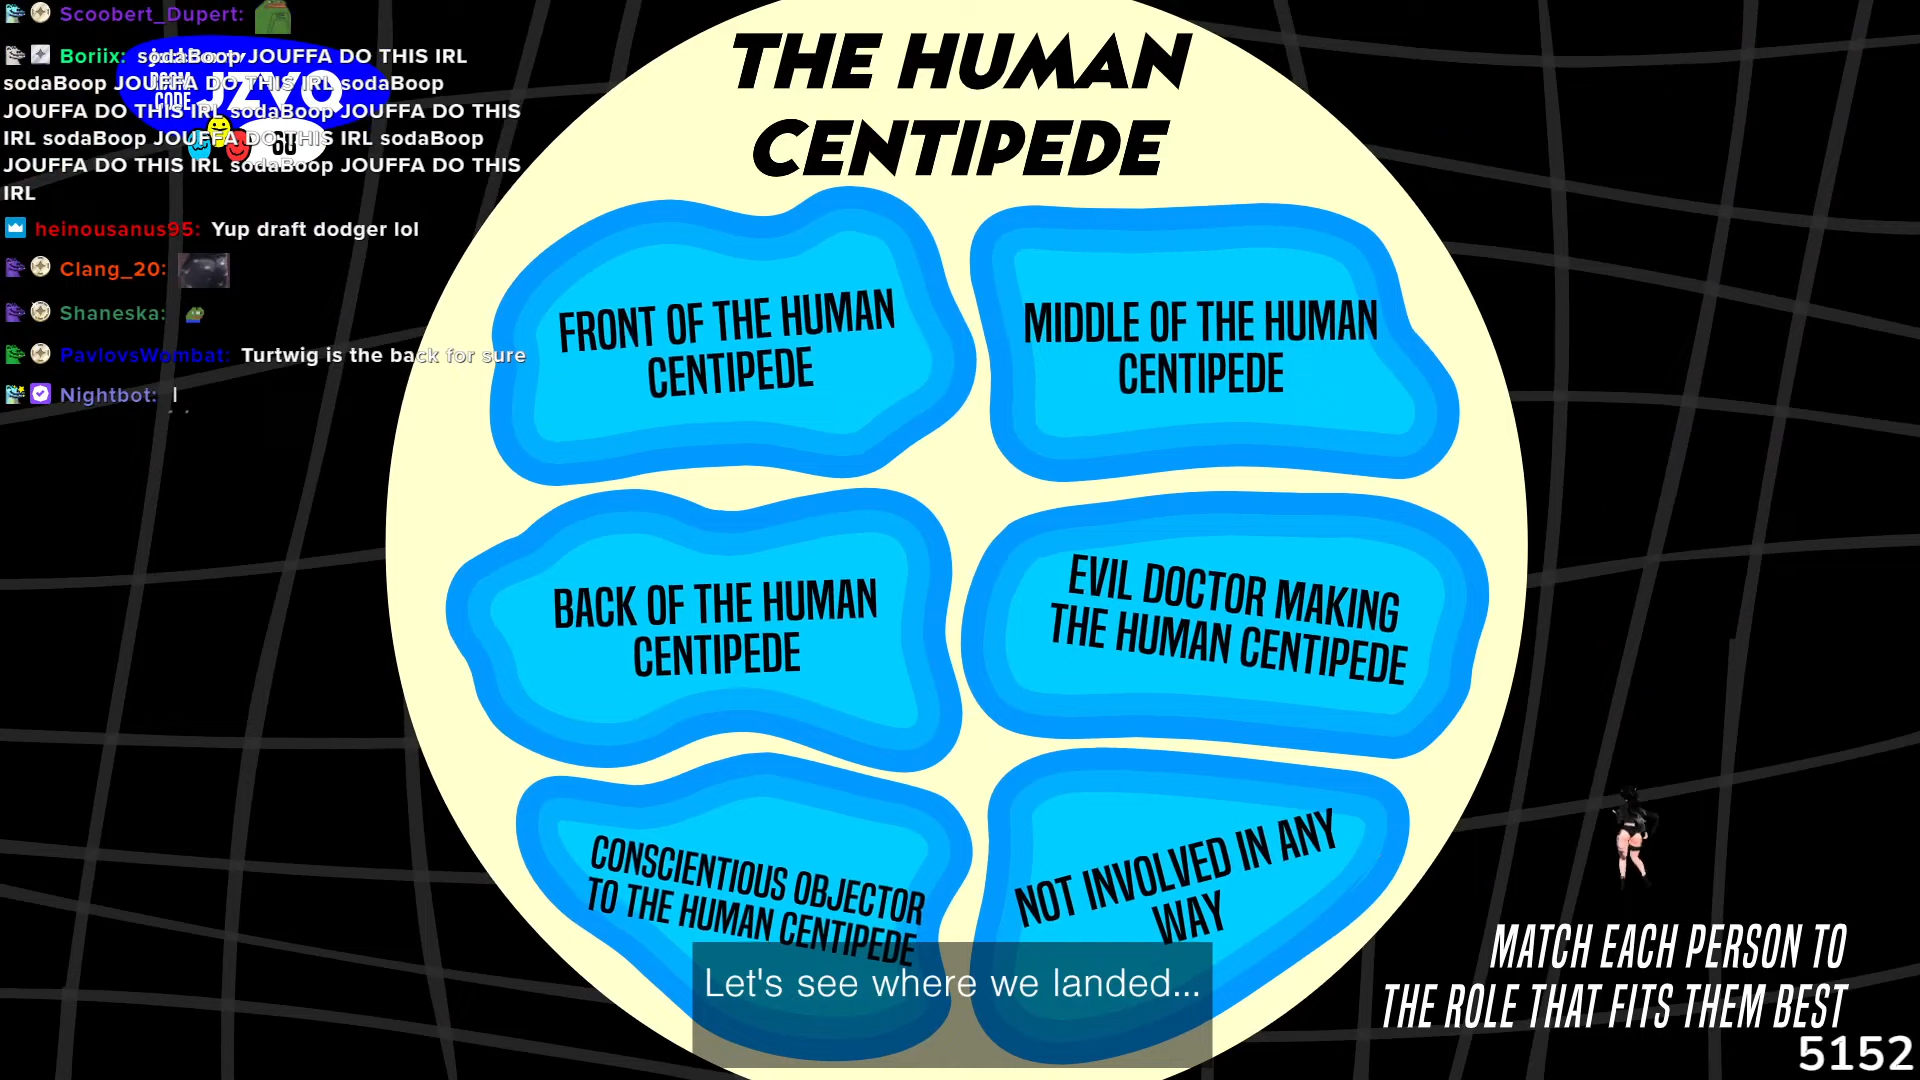 Scoobert_Dupert:
Boriix: sodaBoop JOUFFA DO THIS IRL
sodaBoop JOUFFA DO THIS IRL sodaBoop
JOUFFA DO THIS IRL sodaBoop JOUFFA DO THIS
IRL sodaBoop JOUFFA DO THIS IRL sodaBoop
JOUFFA DO THIS IRL sodaBoop JOUFFA DO THIS
IRL
CODE JZVQ
heinousanus95: Yup draft dodger lol
Clang_20:
Shaneska:
PavlovsWombat: Turtwig is the back for sure
Nightbot: |
THE HUMAN
CENTIPEDE
FRONT OF THE HUMAN
CENTIPEDE
MIDDLE OF THE HUMAN
CENTIPEDE
BACK OF THE HUMAN
CENTIPEDE
EVIL DOCTOR MAKING
THE HUMAN CENTIPEDE
CONSCIENTIOUS OBJECTOR
TO THE HUMAN CENTIPEDE
NOT INVOLVED IN ANY
WAY
Let's see where we landed...
MATCH EACH PERSON TO
THE ROLE THAT FITS THEM BEST
5152